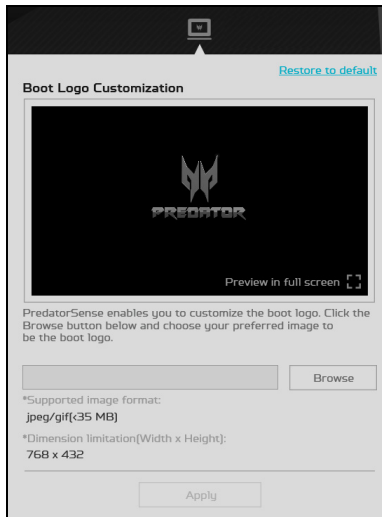 Restore to default
Boot Logo Customization
PREDATOR
Preview in full screen
PredatorSense enables you to customize the boot logo. Click the
Browse button below and choose your preferred image to
be the boot logo.
Browse
*Supported image format:
jpeg/gif(<35 MB)
*Dimension limitation(Width x Height):
768 x 432
Apply